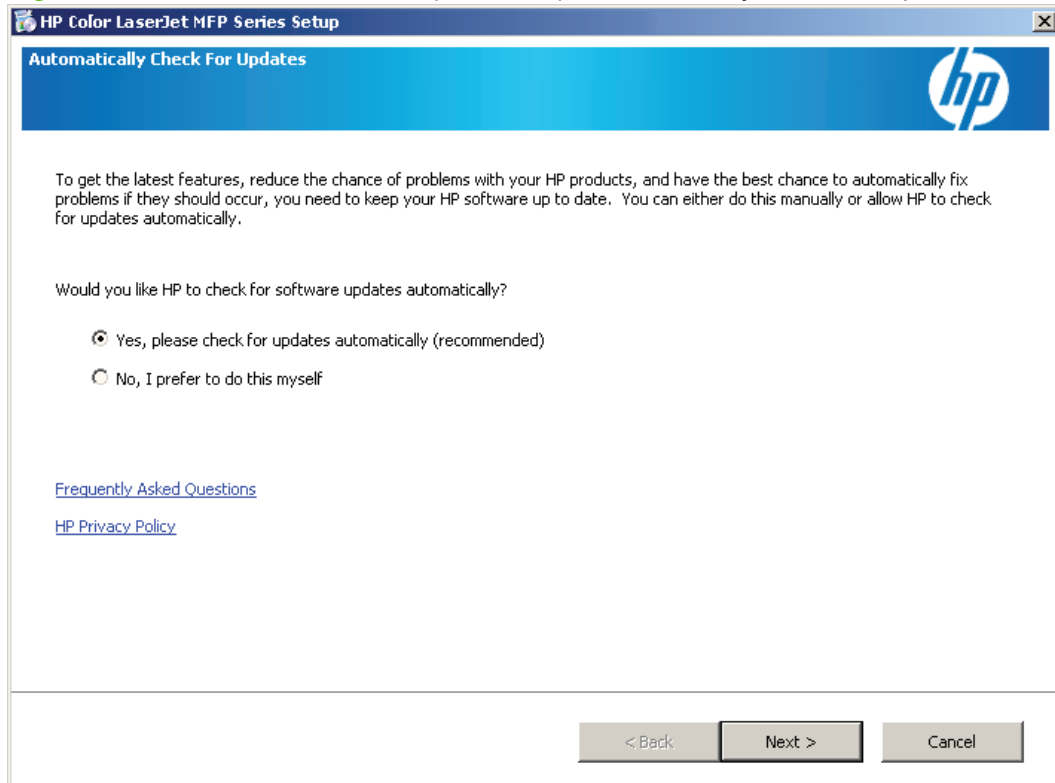 HP Color LaserJet MFP Series Setup
Automatically Check For Updates
hp
To get the latest features, reduce the chance of problems with your HP products, and have the best chance to automatically fix
problems if they should occur, you need to keep your HP software up to date. You can either do this manually or allow HP to check
for updates automatically.
Would you like HP to check for software updates automatically?
Yes, please check for updates automatically (recommended)
No, I prefer to do this myself
Frequently Asked Questions
HP Privacy Policy
< Back Next > Cancel